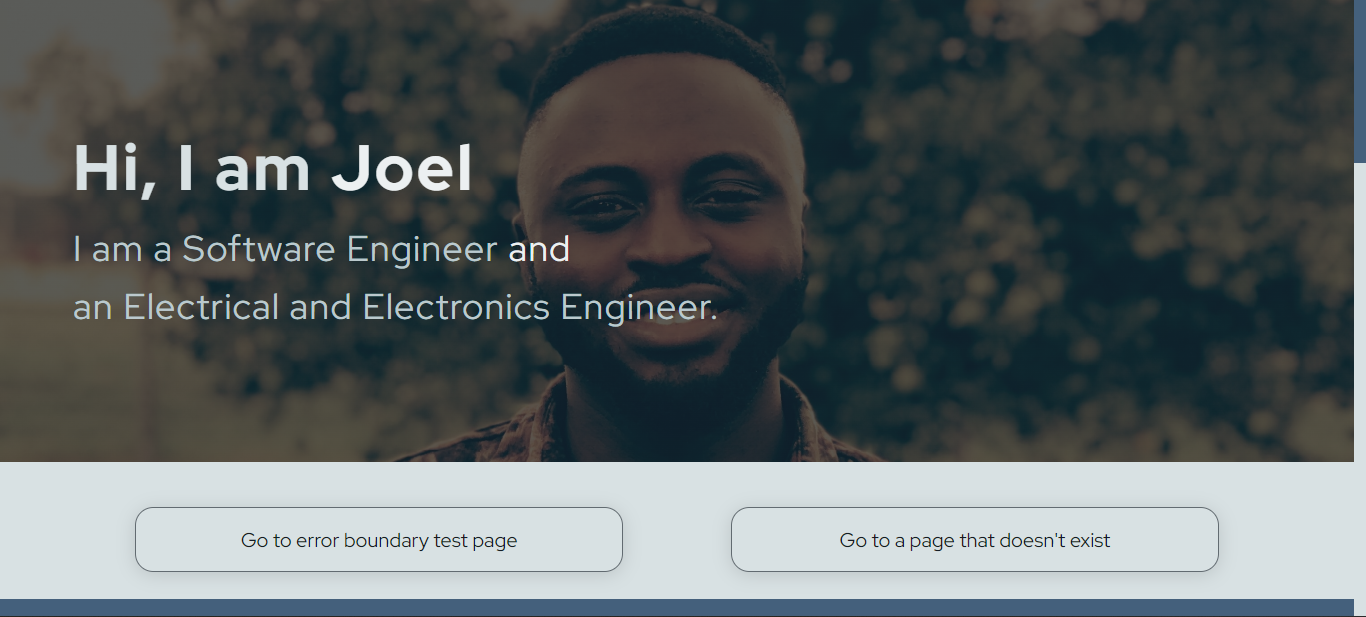 Hi, I am Joel
I am a Software Engineer and
an Electrical and Electronics Engineer.
Go to error boundary test page
Go to a page that doesn't exist